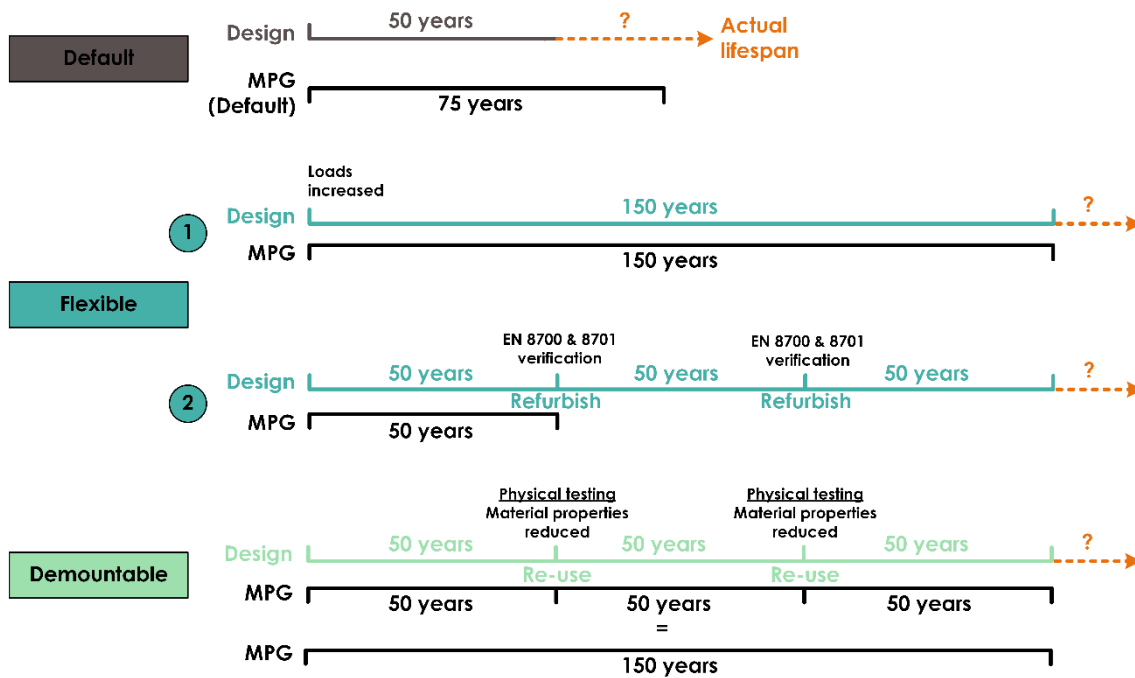 Default
Design
50 years
?
Actual
lifespan
MPG
(Default)
75 years
Flexible
Loads
increased
1
Design
150 years
?
MPG
150 years
EN 8700 & 8701
verification
EN 8700 & 8701
verification
2
Design
50 years
50 years
50 years
?
Refurbish
Refurbish
MPG
50 years
Demountable
Physical testing
Material properties
reduced
Physical testing
Material properties
reduced
Design
50 years
50 years
50 years
?
Re-use
Re-use
MPG
50 years
50 years
50 years
=
MPG
150 years